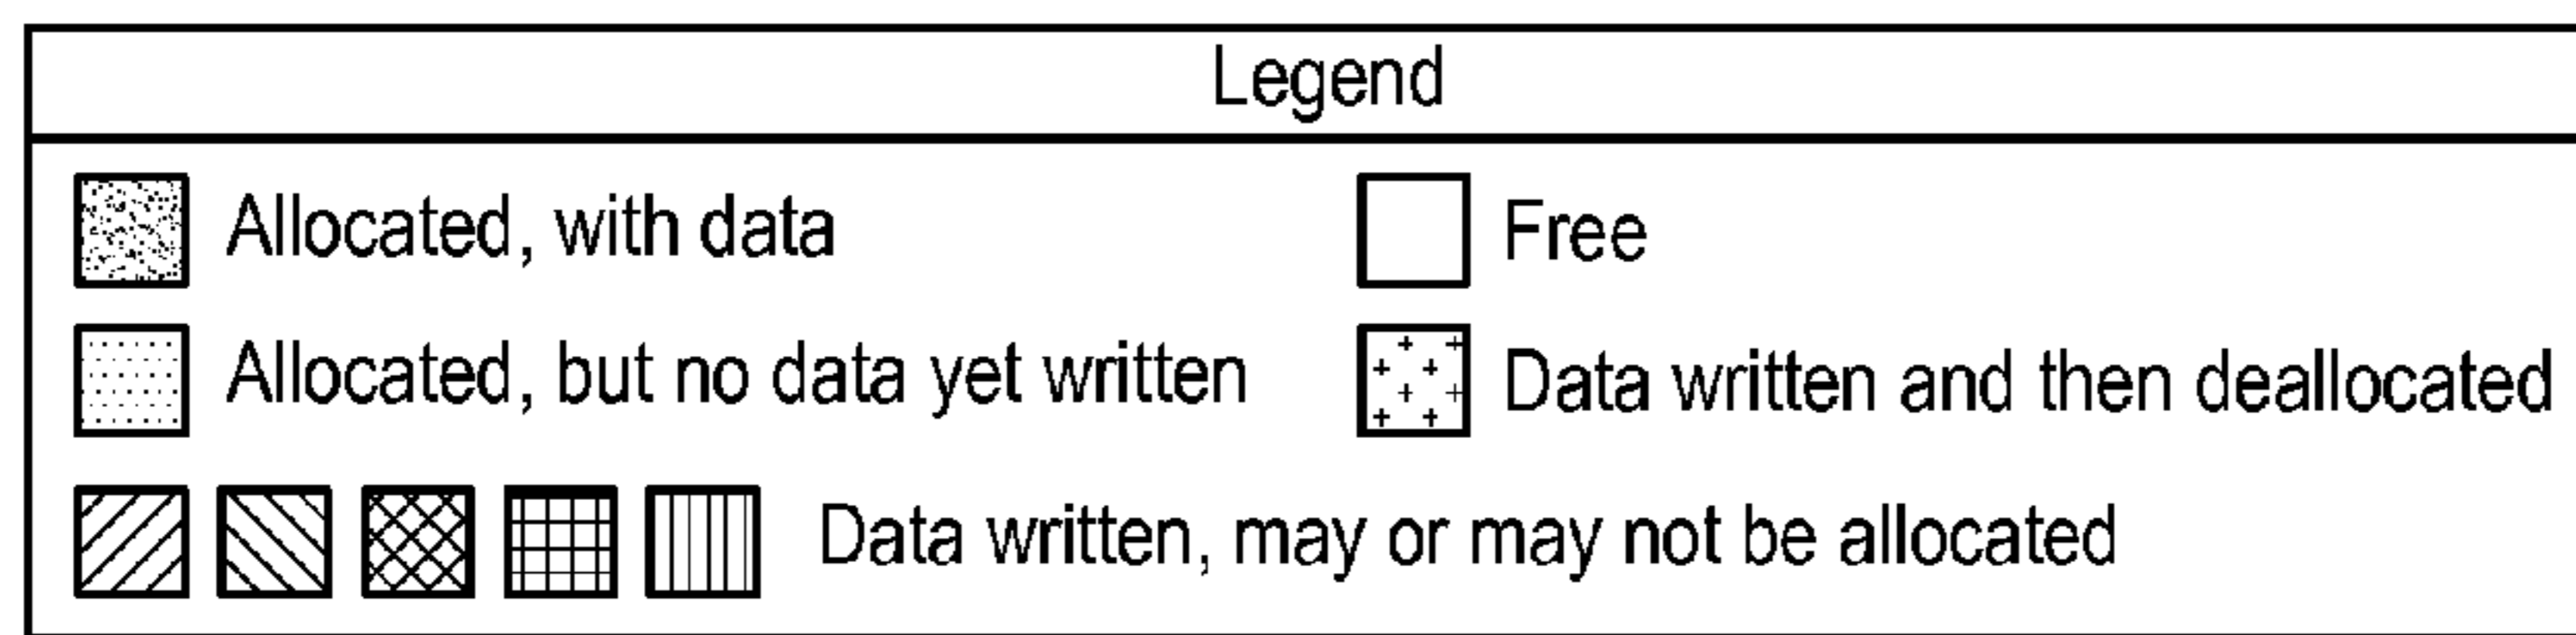 Legend
Allocated, with data
Free
Allocated, but no data yet written
Data written and then deallocated
Data written, may or may not be allocated